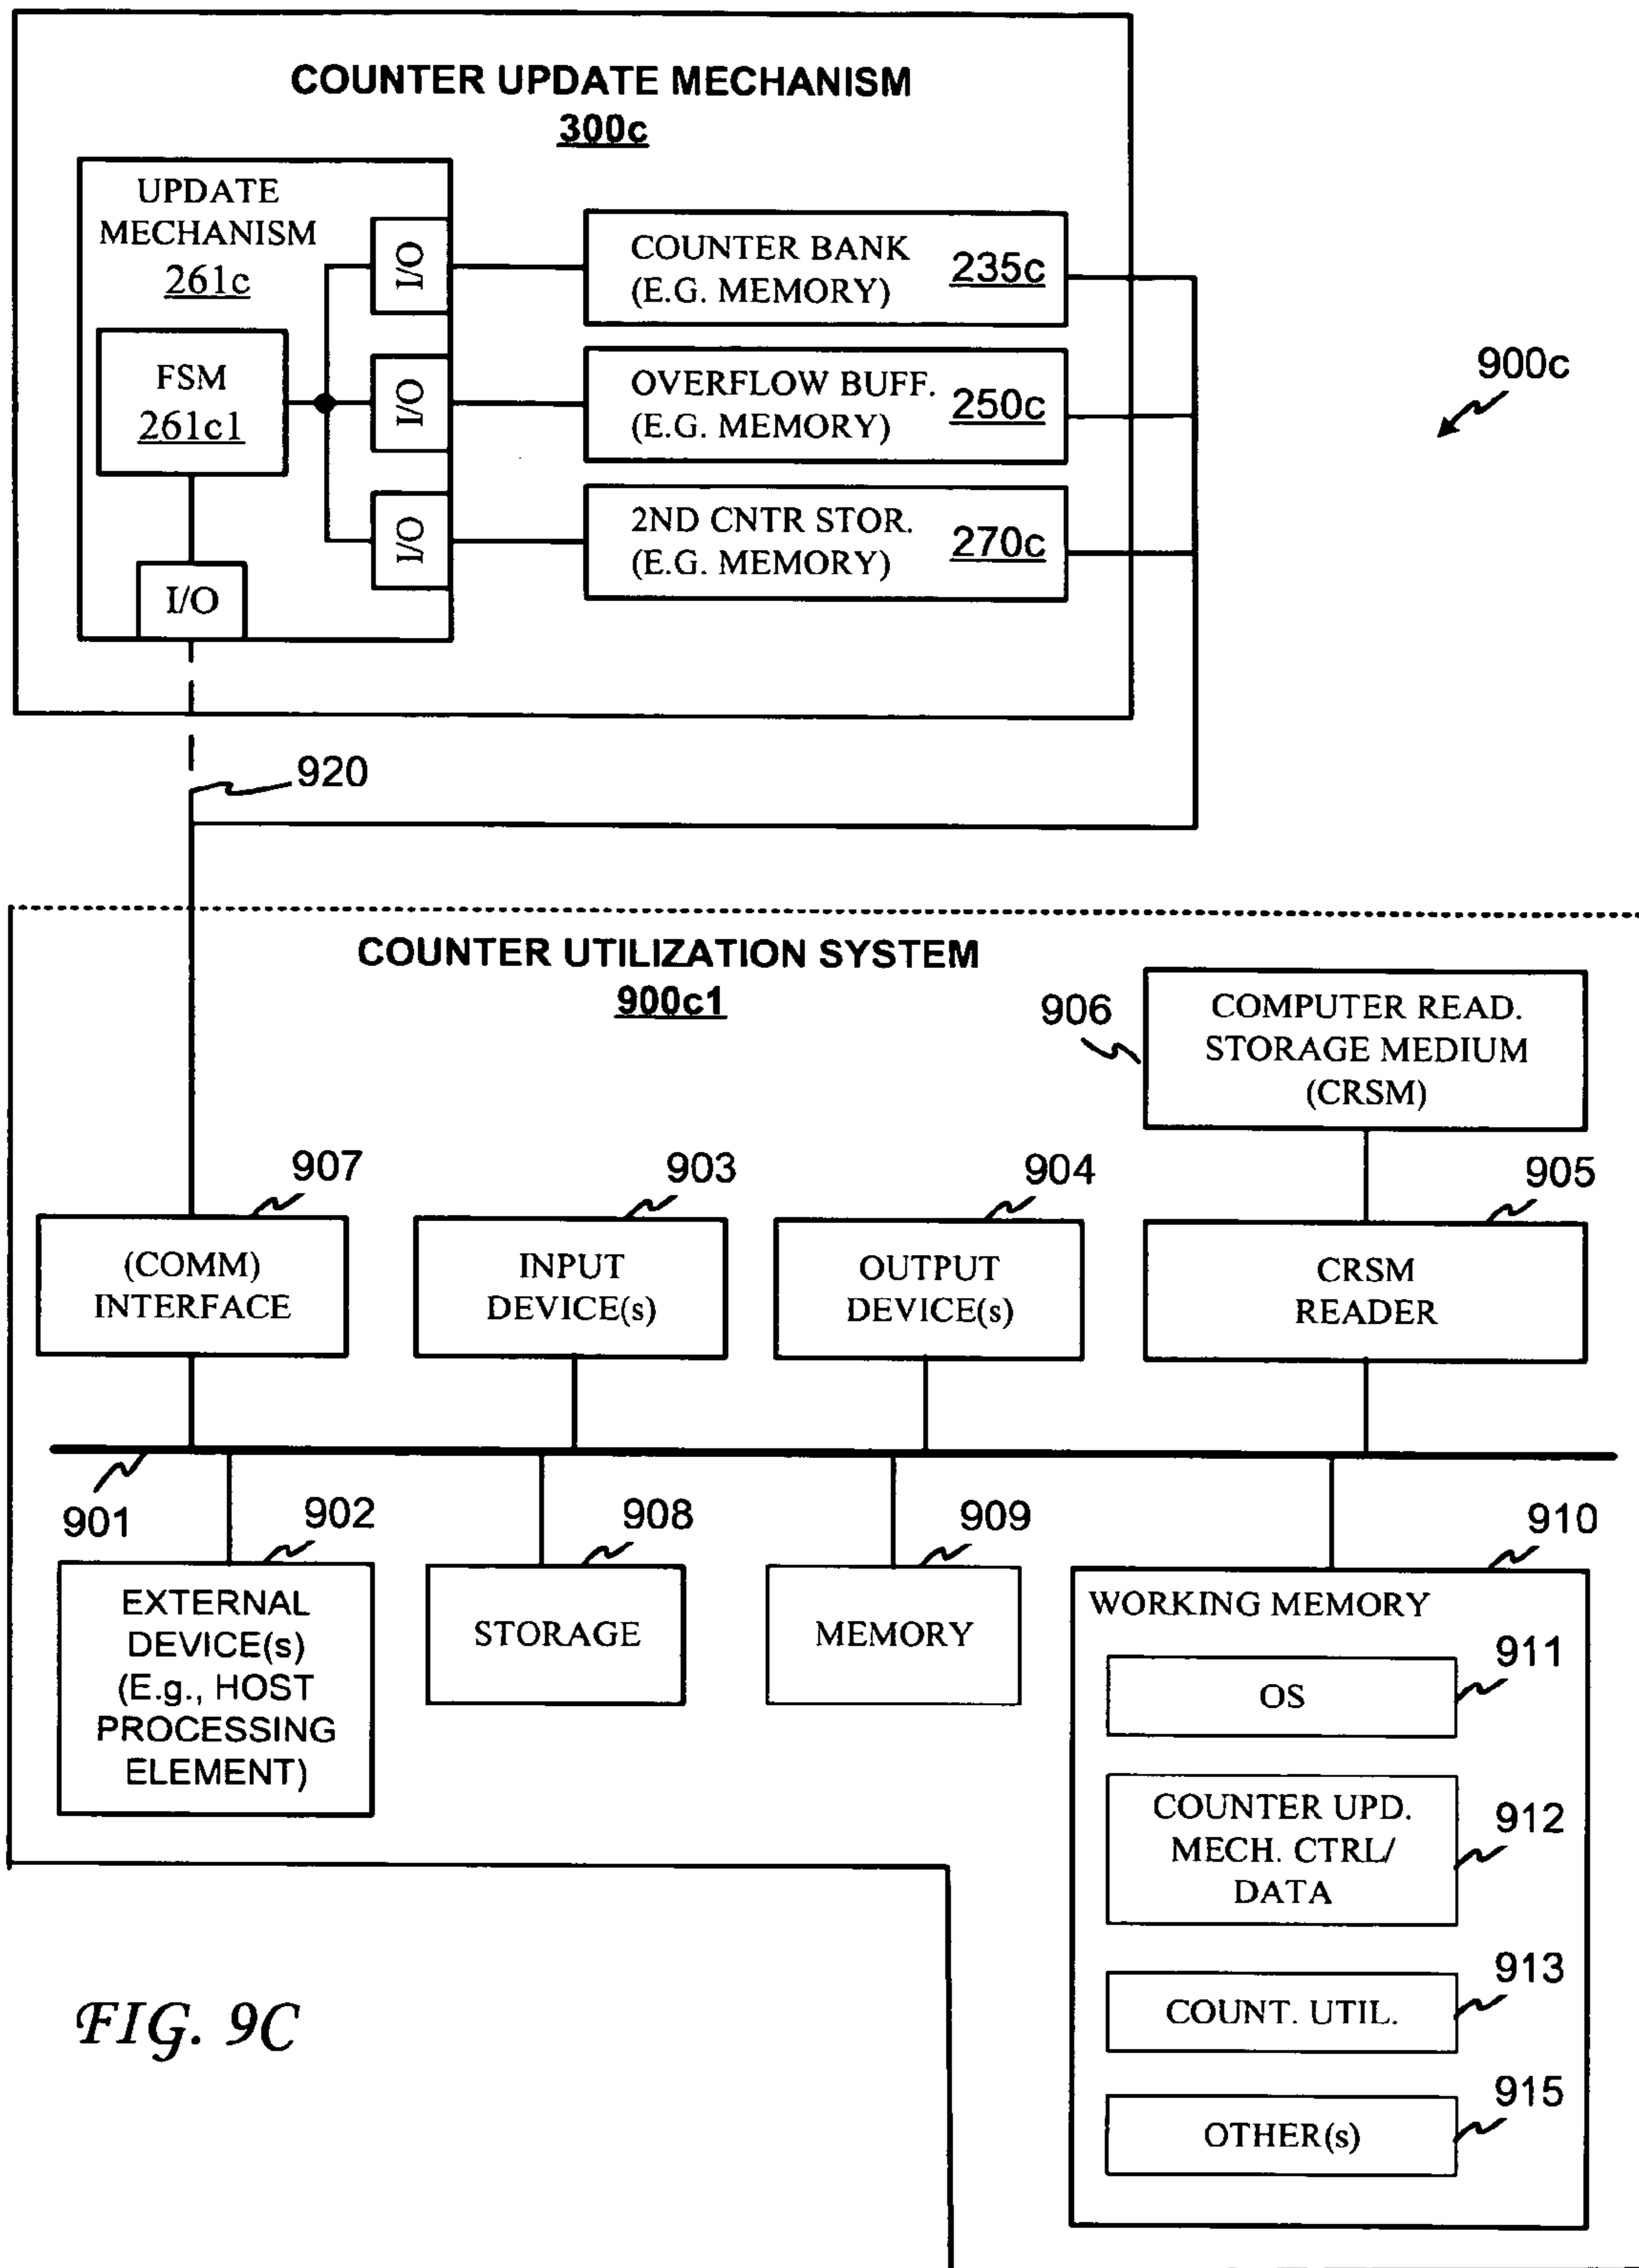 COUNTER UPDATE MECHANISM
300c
UPDATE
MECHANISM
261c
FSM
261c1
I/O
I/O
I/O
I/O
COUNTER BANK
(E.G. MEMORY)
235c
OVERFLOW BUFF.
(E.G. MEMORY)
250c
2ND CNTR STOR.
(E.G. MEMORY)
270c
900c
920
COUNTER UTILIZATION SYSTEM
900c1
906
COMPUTER READ.
STORAGE MEDIUM
(CRSM)
907
903
904
905
(COMM)
INTERFACE
INPUT
DEVICE(s)
OUTPUT
DEVICE(s)
CRSM
READER
901
902
908
909
910
EXTERNAL
DEVICE(s)
(E.g., HOST
PROCESSING
ELEMENT)
STORAGE
MEMORY
WORKING MEMORY
911
OS
912
COUNTER UPD.
MECH. CTRL/
DATA
913
COUNT. UTIL.
915
OTHER(s)
FIG. 9C